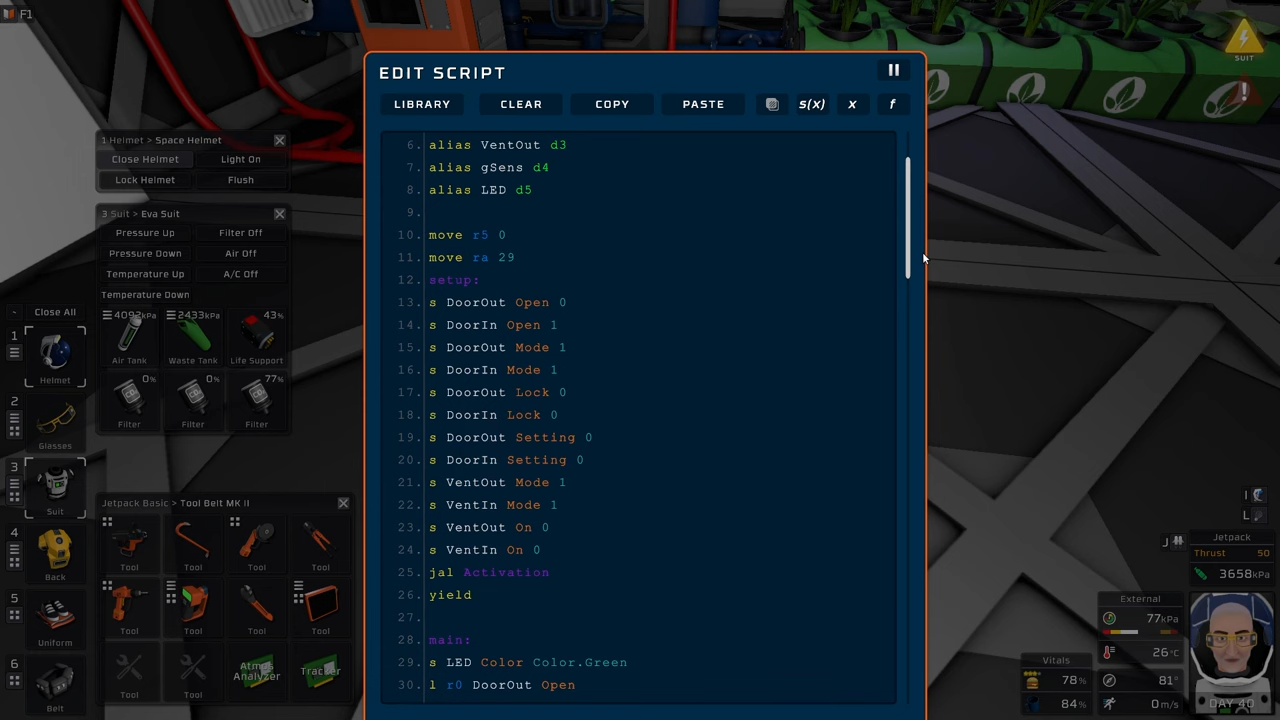 F1
SUIT
EDIT SCRIPT
LIBRARY CLEAR COPY PASTE S(X) X f
6. alias VentOut d3
7. alias gSens d4
8. alias LED d5
9.
10. move r5 0
11. move ra 29
12. setup:
13. s DoorOut Open 0
14. s DoorIn Open 1
15. s DoorOut Mode 1
16. s DoorIn Mode 1
17. s DoorOut Lock 0
18. s DoorIn Lock 0
19. s DoorOut Setting 0
20. s DoorIn Setting 0
21. s VentOut Mode 1
22. s VentIn Mode 1
23. s VentOut On 0
24. s VentIn On 0
25. jal Activation
26. yield
27.
28. main:
29. s LED Color Color.Green
30. l r0 DoorOut Open
1 Helmet > Space Helmet
Close Helmet Light On
Lock Helmet Flush
3 Suit > Eva Suit
Pressure Up Filter Off
Pressure Down Air Off
Temperature Up A/C Off
Temperature Down
4092kPa 2433kPa 43%
Air Tank Waste Tank Life Support
0% 0% 77%
Filter Filter Filter
~ Close All
1
Helmet
2
Glasses
3
Suit
4
Back
5
Uniform
6
Belt
Jetpack Basic > Tool Belt MK II
Tool Tool Tool Tool
Tool Tool Tool Tool
Atmos Analyzer Tracker
Tool Tool
I
L
J
Jetpack
Thrust 50
3658kPa
External
77kPa
26°C
81°
0m/s
Vitals
78%
84%
DAY 40